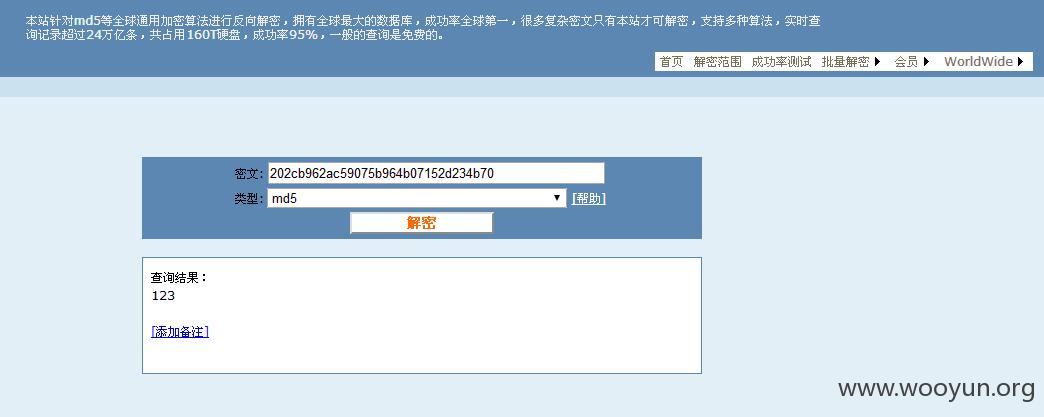 本站针对md5等全球通用加密算法进行反向解密，拥有全球最大的数据库，成功率全球第一，很多复杂密文只有本站才可解密，支持多种算法，实时查
询记录超过24万亿条，共占用160T硬盘，成功率95%，一般的查询是免费的。
首页 解密范围 成功率测试 批量解密 会员 WorldWide
密文: 202cb962ac59075b964b07152d234b70
类型: md5 [帮助]
解密
查询结果：
123
[添加备注]
www.wooyun.org